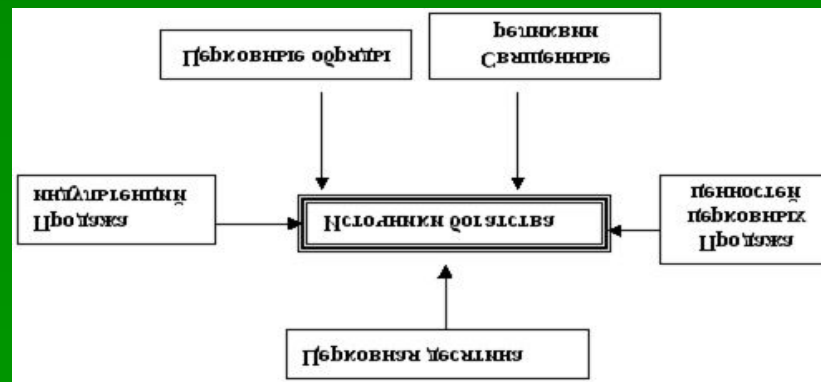 Церковные обряды
Священные
реликвии
Продажа
индульгенций
Источники богатства
Продажа
церковных
ценностей
Церковная десятина